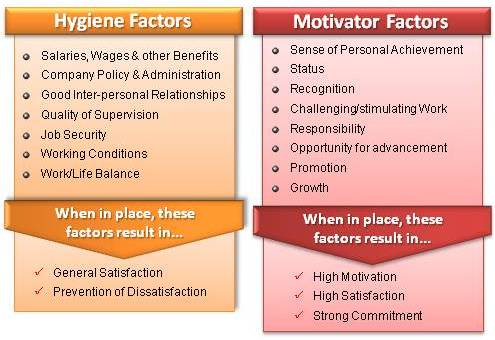 Hygiene Factors
Salaries, Wages & other Benefits
Company Policy & Administration
Good Inter-personal Relationships
Quality of Supervision
Job Security
Working Conditions
Work/Life Balance
When in place, these
factors result in...
General Satisfaction
Prevention of Dissatisfaction
Motivator Factors
Sense of Personal Achievement
Status
Recognition
Challenging/stimulating Work
Responsibility
Opportunity for advancement
Promotion
Growth
When in place, these
factors result in...
High Motivation
High Satisfaction
Strong Commitment